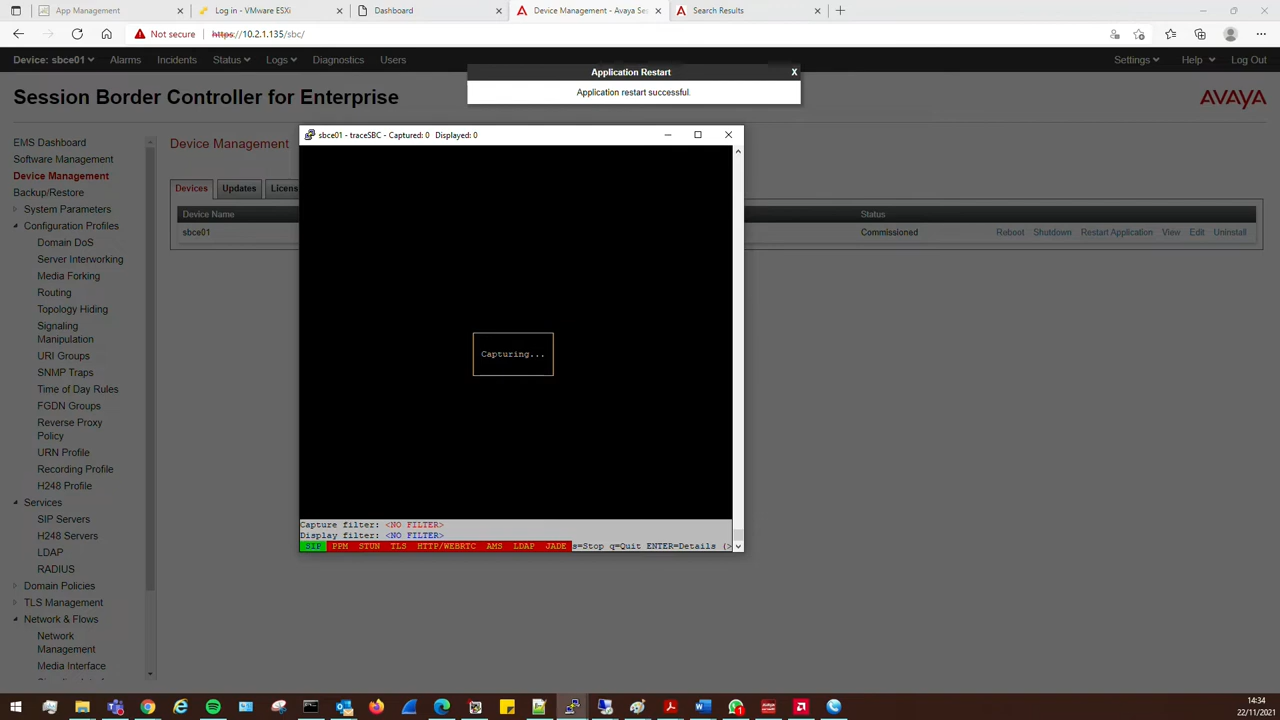 App Management
Log in - VMware ESXi
Dashboard
Device Management - Avaya Se
Search Results
Not secure
https://10.2.1.135/sbc/
Device: sbce01
Alarms
Incidents
Status
Logs
Diagnostics
Users
Settings
Help
Log Out
Application Restart
X
Application restart successful.
Session Border Controller for Enterprise
AVAYA
EMS Dashboard
Software Management
Device Management
Backup/Restore
System Parameters
Configuration Profiles
Domain DoS
Server Interworking
Media Forking
Routing
Topology Hiding
Signaling
Manipulation
URI Groups
SNMP Traps
Time of Day Rules
FGDN Groups
Reverse Proxy
Policy
URN Profile
Recording Profile
H248 Profile
Services
SIP Servers
H248 Servers
LDAP
RADIUS
Domain Policies
TLS Management
Network & Flows
Network
Management
Media Interface
Device Management
Devices
Updates
Licens
Device Name
Status
sbce01
Commissioned
Reboot
Shutdown
Restart Application
View
Edit
Uninstall
sbce01 - traceSBC - Captured: 0 Displayed: 0
Capturing...
Capture filter: <NO FILTER>
Display filter: <NO FILTER>
SIP PPM STUN TLS HTTP/WEBRTC AMS LDAP JADE s=Stop q=Quit ENTER=Details (>
14:34
22/11/2021